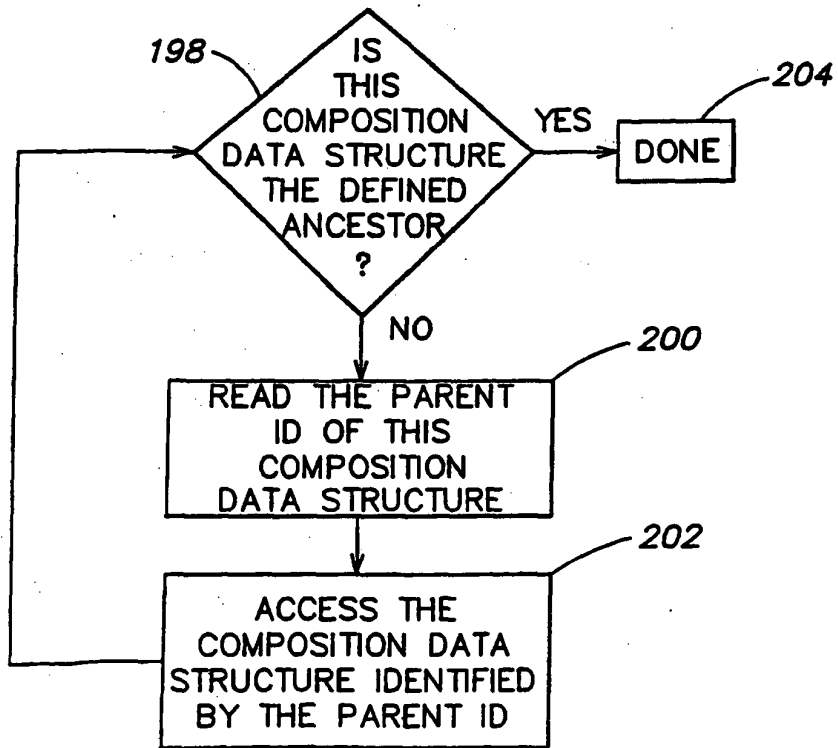 198
IS
THIS
COMPOSITION
DATA STRUCTURE
THE DEFINED
ANCESTOR
?
YES
204
DONE
NO
200
READ THE PARENT
ID OF THIS
COMPOSITION
DATA STRUCTURE
202
ACCESS THE
COMPOSITION DATA
STRUCTURE IDENTIFIED
BY THE PARENT ID